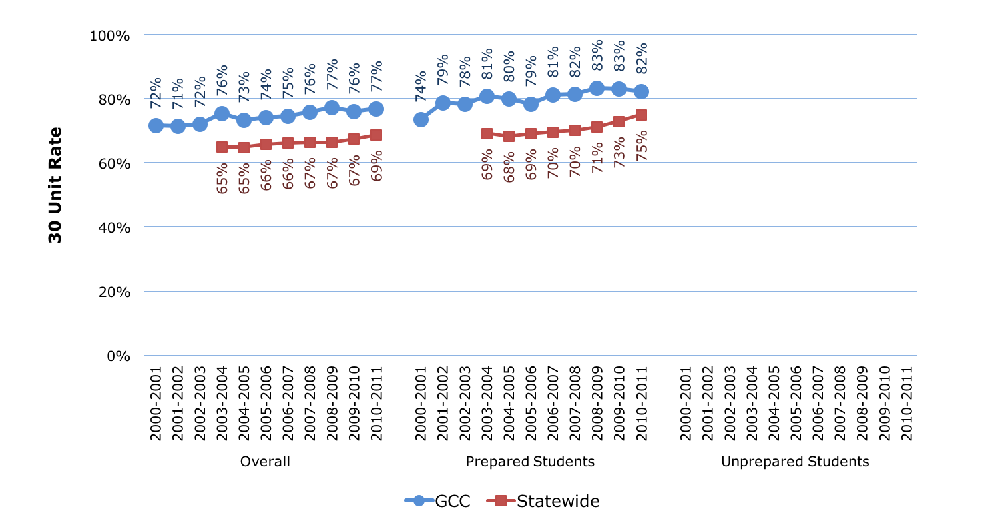 100%
80%
60%
40%
20%
0%
30 Unit Rate
72% 71% 72% 76% 73% 74% 75% 76% 77% 76% 77%
65% 65% 66% 66% 67% 67% 67% 69%
74% 79% 78% 81% 80% 79% 81% 82% 83% 83% 82%
69% 68% 69% 70% 70% 71% 73% 75%
2000-2001 2001-2002 2002-2003 2003-2004 2004-2005 2005-2006 2006-2007 2007-2008 2008-2009 2009-2010 2010-2011
2000-2001 2001-2002 2002-2003 2003-2004 2004-2005 2005-2006 2006-2007 2007-2008 2008-2009 2009-2010 2010-2011
2000-2001 2001-2002 2002-2003 2003-2004 2004-2005 2005-2006 2006-2007 2007-2008 2008-2009 2009-2010 2010-2011
Overall
Prepared Students
Unprepared Students
GCC
Statewide